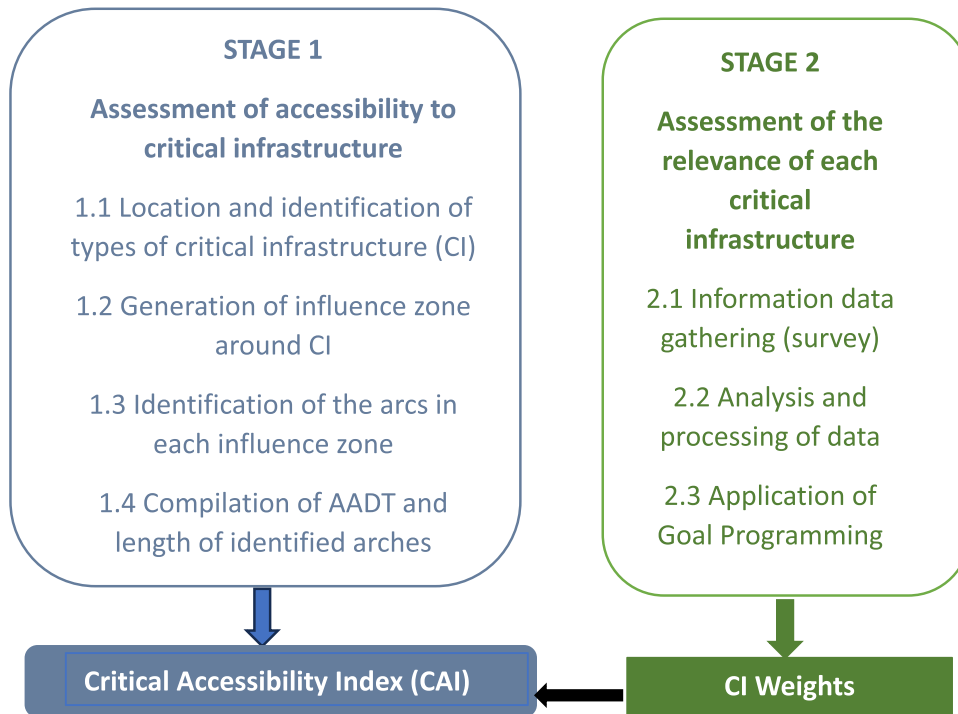 STAGE 1
Assessment of accessibility to
critical infrastructure
1.1 Location and identification of
types of critical infrastructure (CI)
1.2 Generation of influence zone
around CI
1.3 Identification of the arcs in
each influence zone
1.4 Compilation of AADT and
length of identified arches
Critical Accessibility Index (CAI)
STAGE 2
Assessment of the
relevance of each
critical
infrastructure
2.1 Information data
gathering (survey)
2.2 Analysis and
processing of data
2.3 Application of
Goal Programming
CI Weights